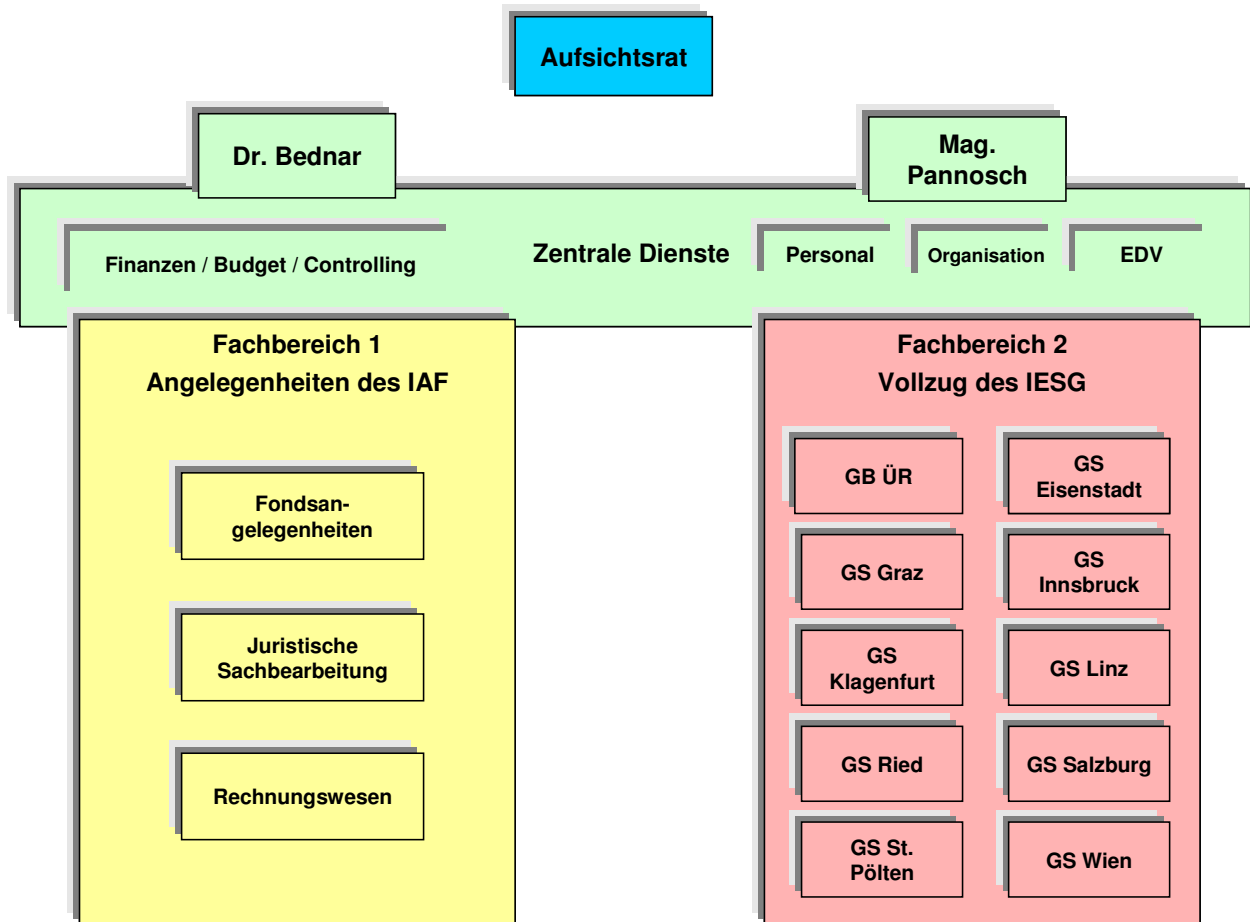 Aufsichtsrat
Dr. Bednar
Mag.
Pannosch
Finanzen / Budget / Controlling
Zentrale Dienste
Personal
Organisation
EDV
Fachbereich 1
Angelegenheiten des IAF
Fondsan-
gelegenheiten
Juristische
Sachbearbeitung
Rechnungswesen
Fachbereich 2
Vollzug des IESG
GB ÜR
GS
Eisenstadt
GS Graz
GS
Innsbruck
GS
Klagenfurt
GS Linz
GS Ried
GS Salzburg
GS St.
Pölten
GS Wien